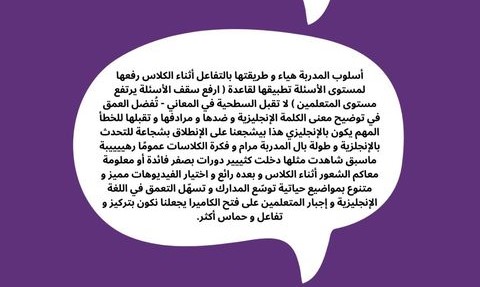 أسلوب المدربة هياء و طريقتها بالتفاعل أثناء الكلاس رفعها
لمستوى الأسئلة تطبيقها لقاعدة ( ارفع سقف الأسئلة يرتفع
مستوى المتعلمين ) لا تقبل السطحية في المعاني - تُفضل العمق
في توضيح معنى الكلمة الإنجليزية و ضدها و مرادفها و تقبلها للخطأ
المهم يكون بالإنجليزي هذا بيشجعنا على الإنطلاق بشجاعة للتحدث
بالإنجلزية و طولة بال المدربة مرام و فكرة الكلاسات عمومًا رهيييييبة
ماسبق شاهدت مثلها دخلت كثييير دورات بصفر فائدة أو معلومة
معاكم الشعور أثناء الكلاس و بعده رائع و اختيار الفيديوهات مميز و
متنوع بمواضيع حياتية توسّع المدارك و تسهّل التعمق في اللغة
الإنجليزية و إجبار المتعلمين على فتح الكاميرا يجعلنا نكون بتركيز و
تفاعل و حماس أكثر.